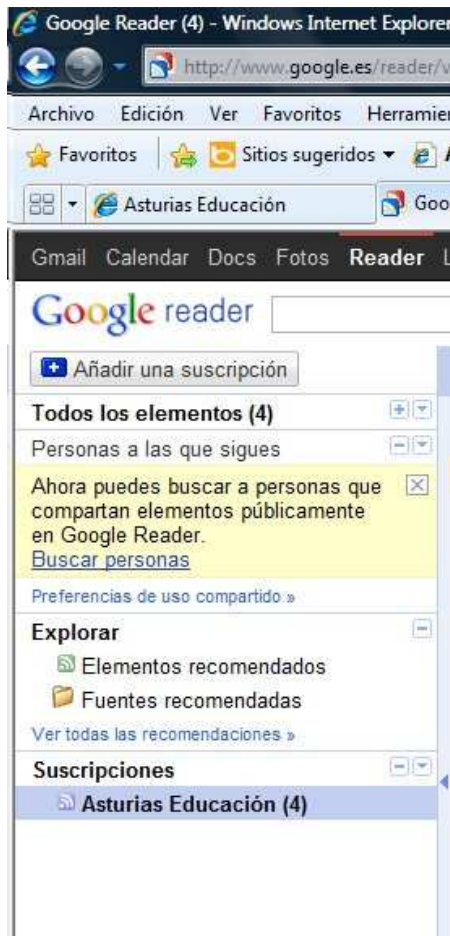 Google Reader (4) - Windows Internet Explorer
http://www.google.es/reader/v
Archivo Edición Ver Favoritos
Favoritos Sitios sugeridos
Asturias Educación
Gmail Calendar Docs Fotos Reader
Google reader
Añadir una suscripción
Todos los elementos (4)
Personas a las que sigues
Ahora puedes buscar a personas que
compartan elementos públicamente
en Google Reader.
Buscar personas
Preferencias de uso compartido »
Explorar
Elementos recomendados
Fuentes recomendadas
Ver todas las recomendaciones »
Suscripciones
Asturias Educación (4)